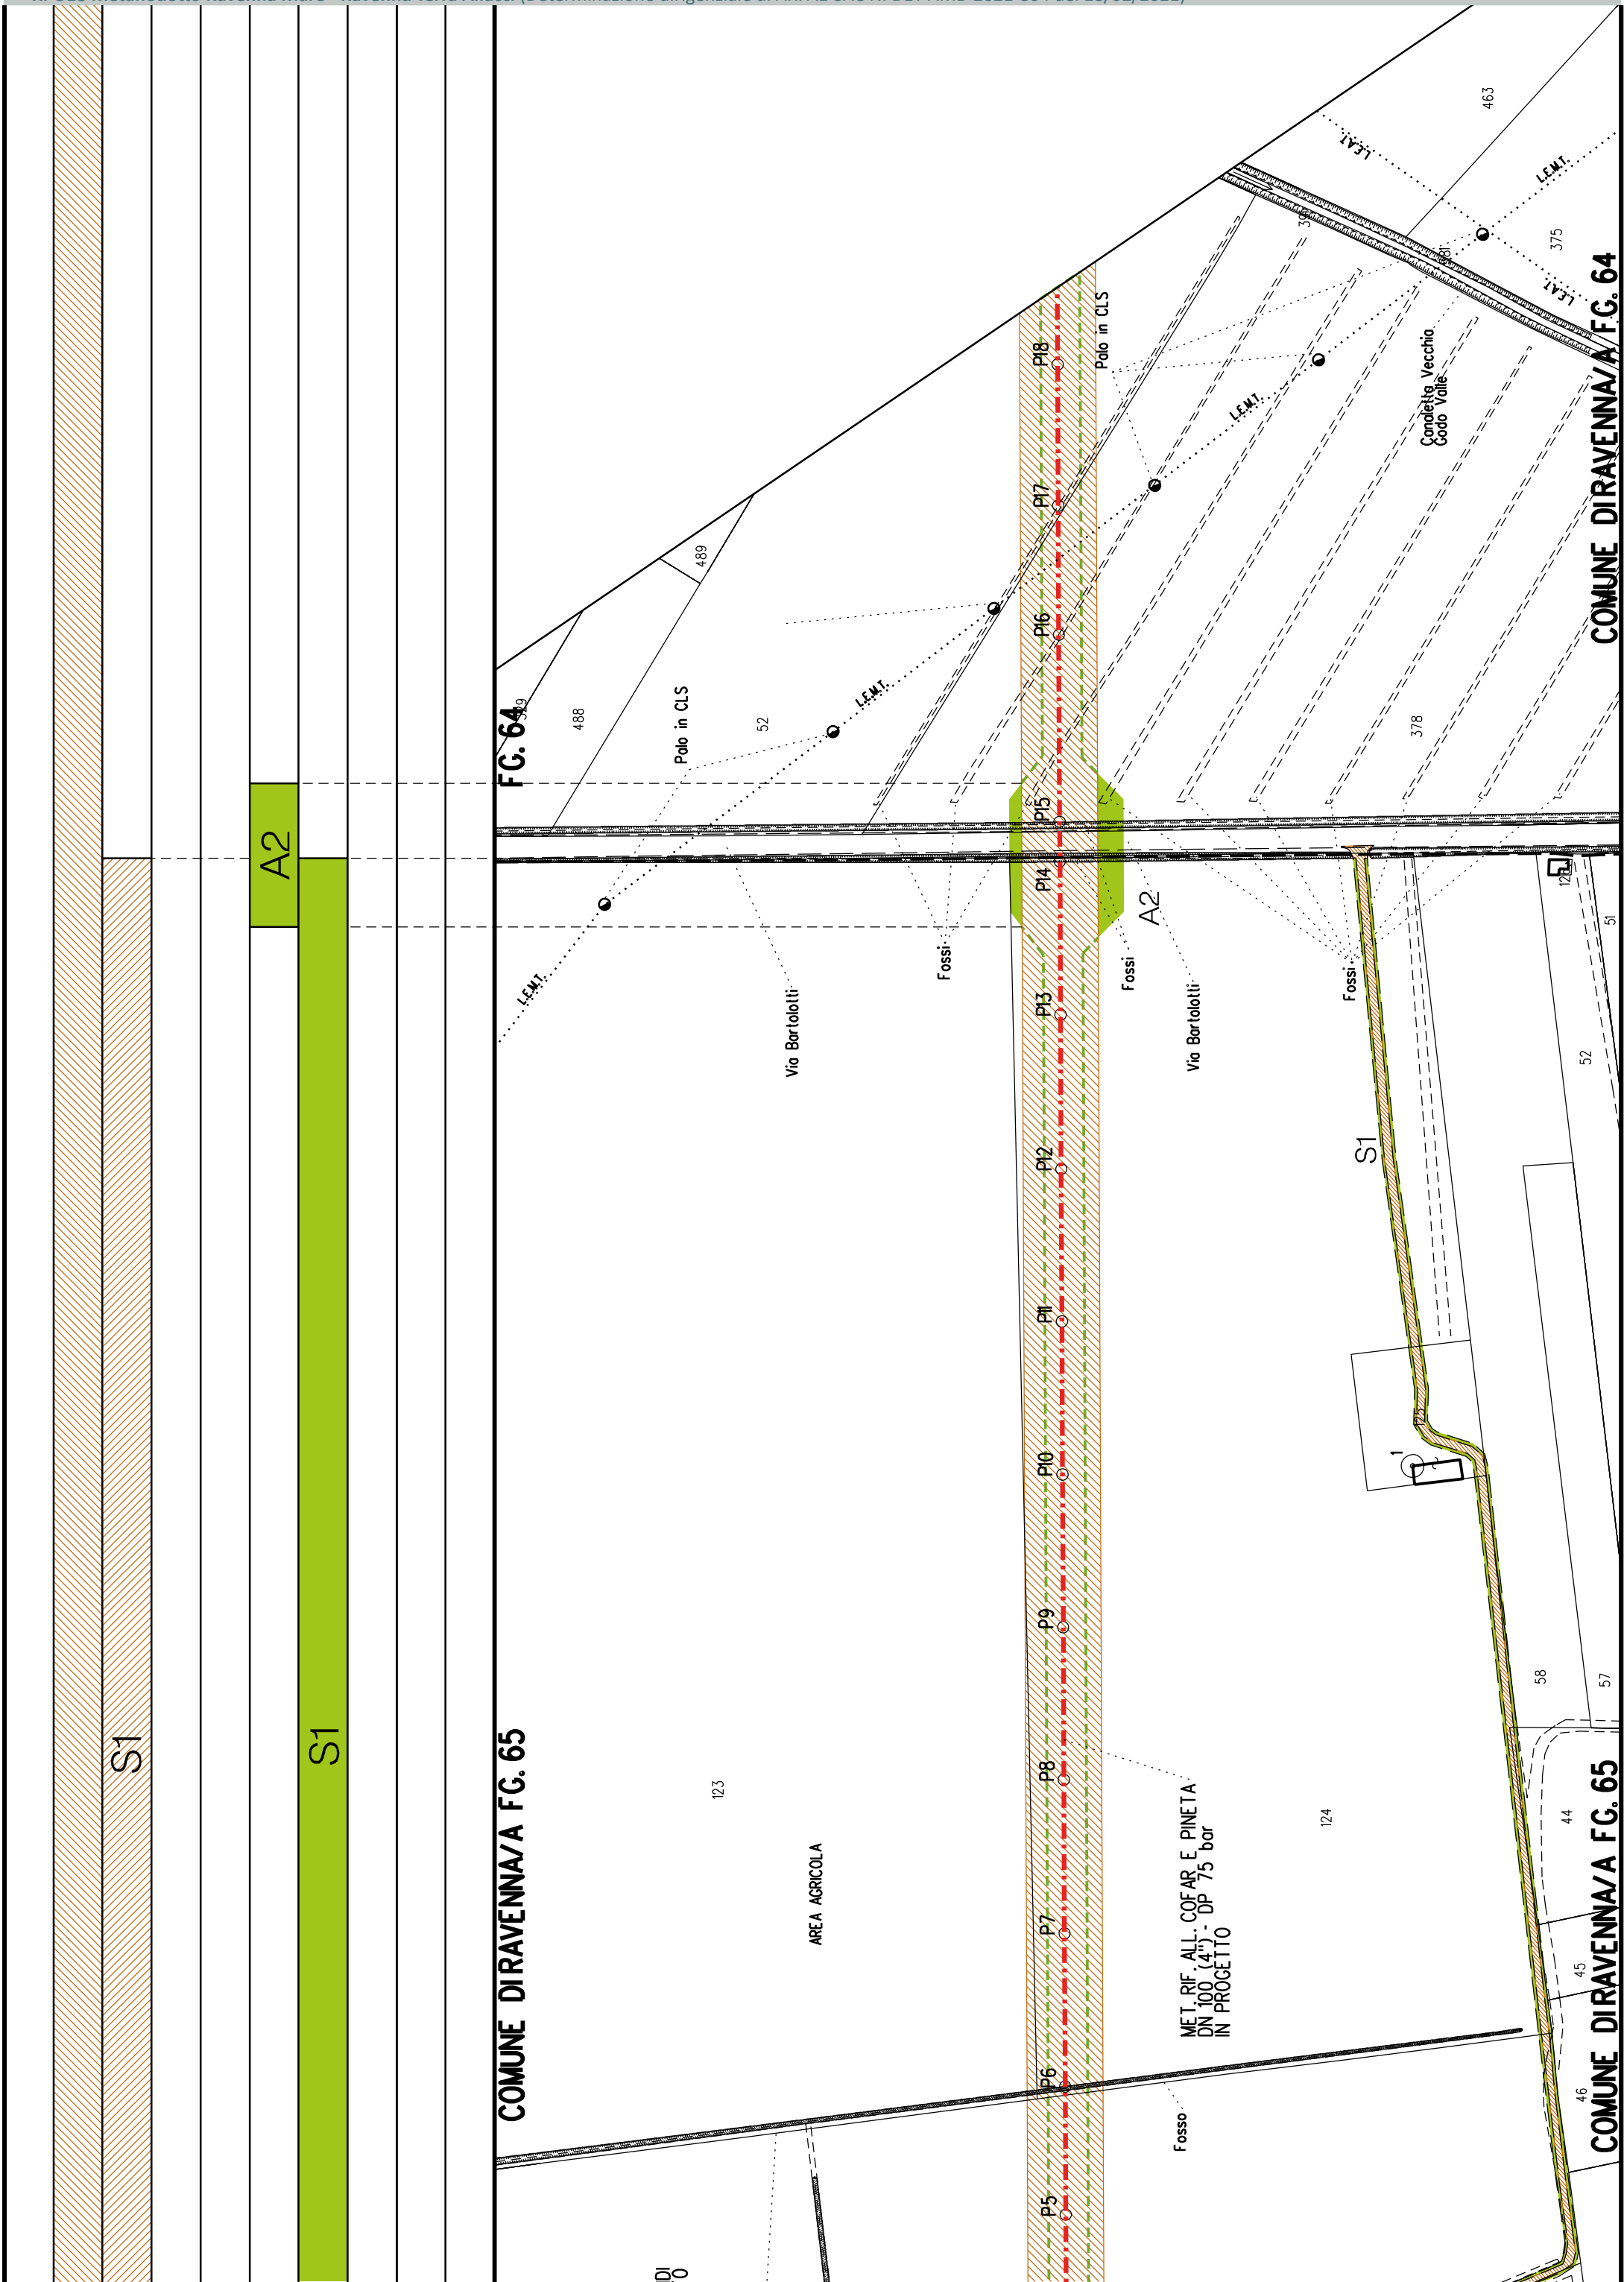 S1
A2
S1
COMUNE DI RAVENNA/A FG. 65
FG. 64
529
488
489
52
Palo in CLS
L.E.M.T.
L.E.M.T.
L.E.M.T.
Via Bartolotti
Fossi
123
AREA AGRICOLA
P5
P6
P7
P8
P9
P10
P11
P12
P13
P14
P15
P16
P17
P18
Palo in CLS
A2
Fossi
Via Bartolotti
Fossi
MET. RIF. ALL. COFAR E PINETA
DN 100 (4") - DP 75 bar
IN PROGETTO
Fosso
124
S1
125
1
378
Canaletta Vecchia
Godo Valle
463
375
L.E.A.T.
L.E.M.T.
L.E.A.T.
52
51
58
57
44
45
46
COMUNE DI RAVENNA/A FG. 65
COMUNE DI RAVENNA/A FG. 64